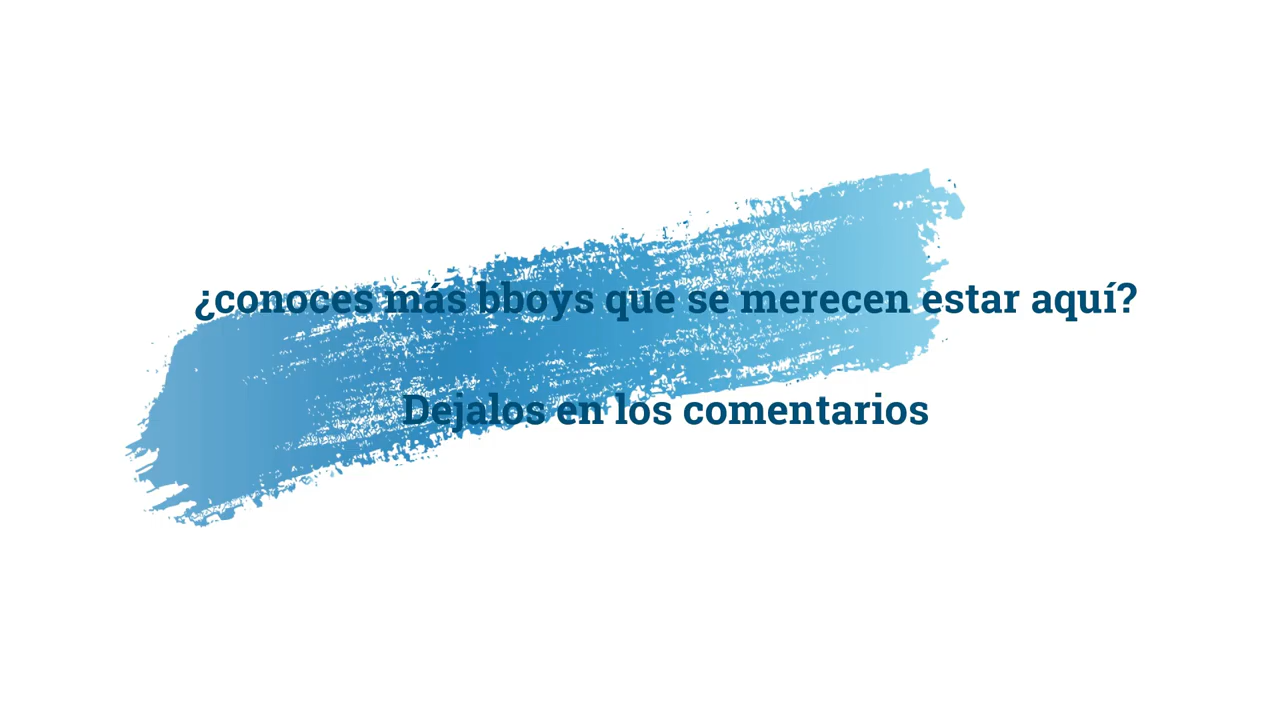 ¿conoces más bboys que se merecen estar aquí?
Dejalos en los comentarios